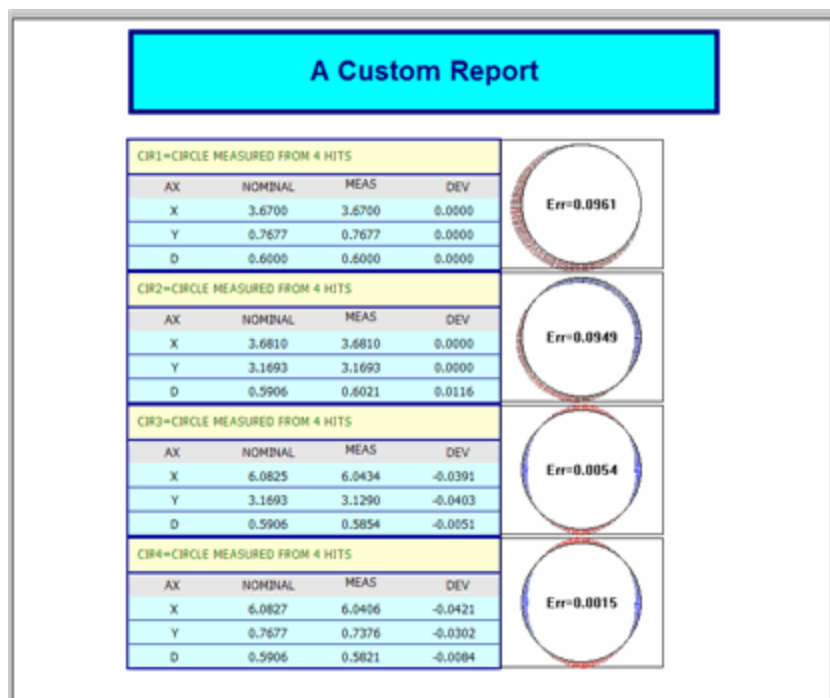 A Custom Report
CIR1=CIRCLE MEASURED FROM 4 HITS
AX NOMINAL MEAS DEV
X 3.6700 3.6700 0.0000
Y 0.7677 0.7677 0.0000
D 0.6000 0.6000 0.0000
Err=0.0961
CIR2=CIRCLE MEASURED FROM 4 HITS
AX NOMINAL MEAS DEV
X 3.6810 3.6810 0.0000
Y 3.1693 3.1693 0.0000
D 0.5906 0.6021 0.0116
Err=0.0949
CIR3=CIRCLE MEASURED FROM 4 HITS
AX NOMINAL MEAS DEV
X 6.0825 6.0434 -0.0391
Y 3.1693 3.1290 -0.0403
D 0.5906 0.5854 -0.0051
Err=0.0054
CIR4=CIRCLE MEASURED FROM 4 HITS
AX NOMINAL MEAS DEV
X 6.0827 6.0406 -0.0421
Y 0.7677 0.7376 -0.0302
D 0.5906 0.5821 -0.0084
Err=0.0015